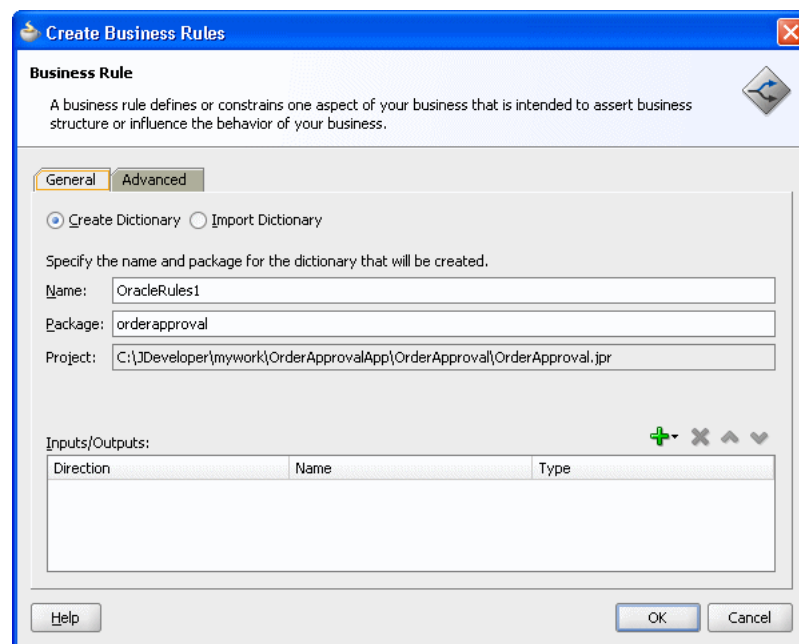 Create Business Rules
Business Rule
A business rule defines or constrains one aspect of your business that is intended to assert business
structure or influence the behavior of your business.
General Advanced
Create Dictionary Import Dictionary
Specify the name and package for the dictionary that will be created.
Name: OracleRules1
Package: orderapproval
Project: C:\JDeveloper\mywork\OrderApprovalApp\OrderApproval\OrderApproval.jpr
Inputs/Outputs:
Direction Name Type
Help OK Cancel